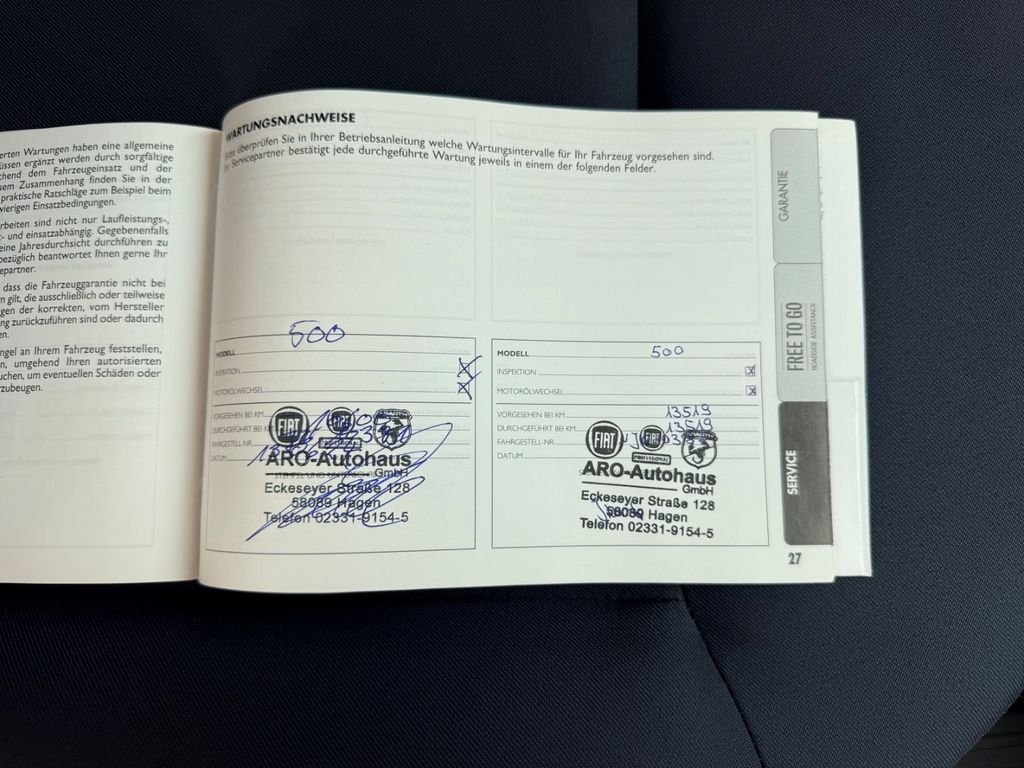 erten Wartungen haben eine allgemeine
üssen ergänzt werden durch sorgfältige
chend dem Fahrzeugeinsatz und der
sem Zusammenhang finden Sie in der
praktische Ratschläge zum Beispiel beim
wierigen Einsatzbedingungen.
rbeiten sind nicht nur Laufleistungs-,
- und einsatzabhängig. Gegebenenfalls
eine Jahresdurchsicht durchführen zu
bezüglich beantwortet Ihnen gerne Ihr
epartner.
dass die Fahrzeuggarantie nicht bei
n gilt, die ausschließlich oder teilweise
gen der korrekten, vom Hersteller
ng zurückzuführen sind oder dadurch
en.
ngel an Ihrem Fahrzeug feststellen,
n, umgehend Ihren autorisierten
uchen, um eventuellen Schäden oder
rzubeugen.
WARTUNGSNACHWEISE
Bitte überprüfen Sie in Ihrer Betriebsanleitung welche Wartungsintervalle für Ihr Fahrzeug vorgesehen sind.
Ihr Servicepartner bestätigt jede durchgeführte Wartung jeweils in einem der folgenden Felder.
MODELL 500
INSPEKTION
MOTORÖLWECHSEL
VORGESEHEN BEI KM
DURCHGEFÜHRT BEI KM
FAHRGESTELL-NR.
DATUM
FIAT
ARO-Autohaus
GmbH
Eckeseyer Straße 128
58089 Hagen
Telefon 02331-9154-5
MODELL 500
INSPEKTION
MOTORÖLWECHSEL
VORGESEHEN BEI KM 13519
DURCHGEFÜHRT BEI KM 13519
FAHRGESTELL-NR.
DATUM
FIAT FIAT
PROFESSIONAL
ARO-Autohaus
GmbH
Eckeseyer Straße 128
58089 Hagen
Telefon 02331-9154-5
GARANTIE
FREE TO GO
ROADSIDE ASSISTANCE
SERVICE
27